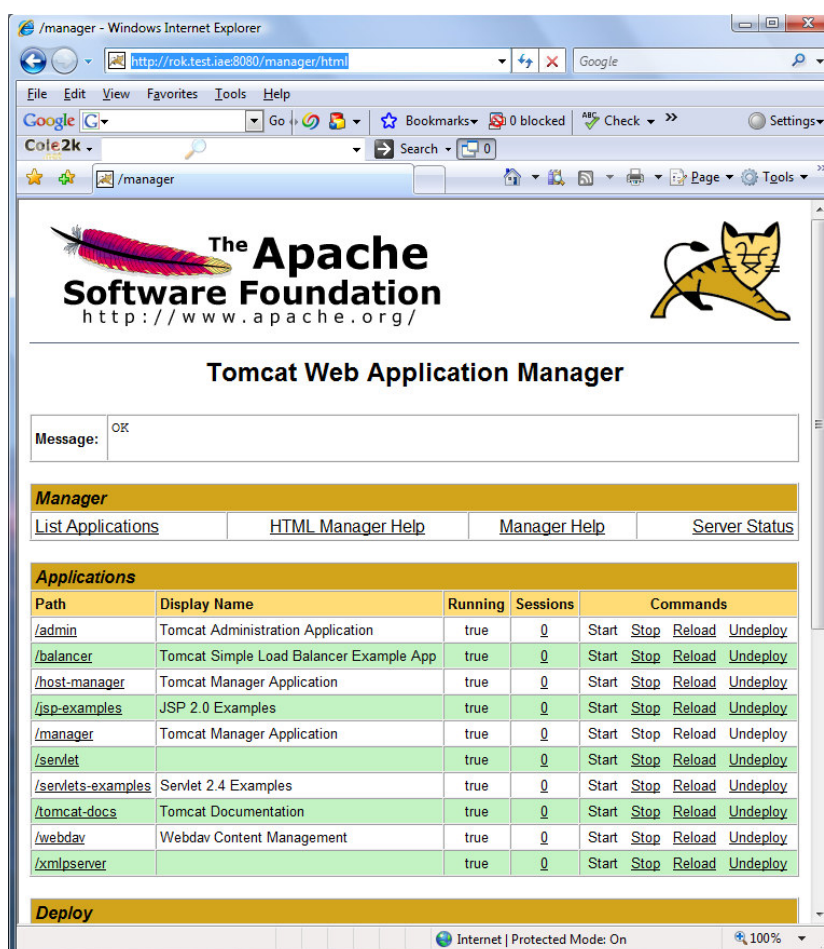 /manager - Windows Internet Explorer
http://rok.test.iae:8080/manager/html
Google
File Edit View Favorites Tools Help
Google G Go Bookmarks 0 blocked ABC Check >> Settings
Cole2k Search 0
/manager Page Tools >>
The Apache
Software Foundation
http://www.apache.org/
Tomcat Web Application Manager
Message: OK
Manager
List Applications HTML Manager Help Manager Help Server Status
Applications
Path Display Name Running Sessions Commands
/admin Tomcat Administration Application true 0 Start Stop Reload Undeploy
/balancer Tomcat Simple Load Balancer Example App true 0 Start Stop Reload Undeploy
/host-manager Tomcat Manager Application true 0 Start Stop Reload Undeploy
/jsp-examples JSP 2.0 Examples true 0 Start Stop Reload Undeploy
/manager Tomcat Manager Application true 0 Start Stop Reload Undeploy
/servlet true 0 Start Stop Reload Undeploy
/servlets-examples Servlet 2.4 Examples true 0 Start Stop Reload Undeploy
/tomcat-docs Tomcat Documentation true 0 Start Stop Reload Undeploy
/webdav Webdav Content Management true 0 Start Stop Reload Undeploy
/xmlpserver true 0 Start Stop Reload Undeploy
Deploy
Internet | Protected Mode: On 100%